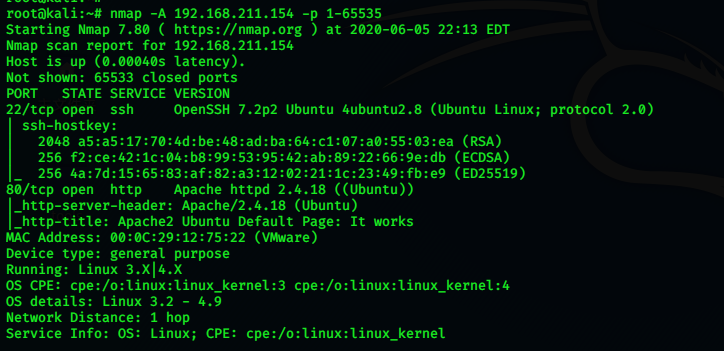 root@kali:~# nmap -A 192.168.211.154 -p 1-65535
Starting Nmap 7.80 ( https://nmap.org ) at 2020-06-05 22:13 EDT
Nmap scan report for 192.168.211.154
Host is up (0.00040s latency).
Not shown: 65533 closed ports
PORT   STATE SERVICE VERSION
22/tcp open  ssh     OpenSSH 7.2p2 Ubuntu 4ubuntu2.8 (Ubuntu Linux; protocol 2.0)
| ssh-hostkey:
|   2048 a5:a5:17:70:4d:be:48:ad:ba:64:c1:07:a0:55:03:ea (RSA)
|   256 f2:ce:42:1c:04:b8:99:53:95:42:ab:89:22:66:9e:db (ECDSA)
|_  256 4a:7d:15:65:83:af:82:a3:12:02:21:1c:23:49:fb:e9 (ED25519)
80/tcp open  http    Apache httpd 2.4.18 ((Ubuntu))
|_http-server-header: Apache/2.4.18 (Ubuntu)
|_http-title: Apache2 Ubuntu Default Page: It works
MAC Address: 00:0C:29:12:75:22 (VMware)
Device type: general purpose
Running: Linux 3.X|4.X
OS CPE: cpe:/o:linux:linux_kernel:3 cpe:/o:linux:linux_kernel:4
OS details: Linux 3.2 - 4.9
Network Distance: 1 hop
Service Info: OS: Linux; CPE: cpe:/o:linux:linux_kernel